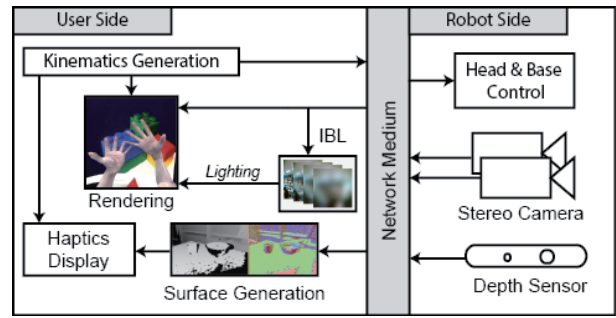 User Side
Robot Side
Kinematics Generation
Head & Base
Control
IBL
Lighting
Rendering
Network Medium
Stereo Camera
Haptics
Display
Surface Generation
Depth Sensor